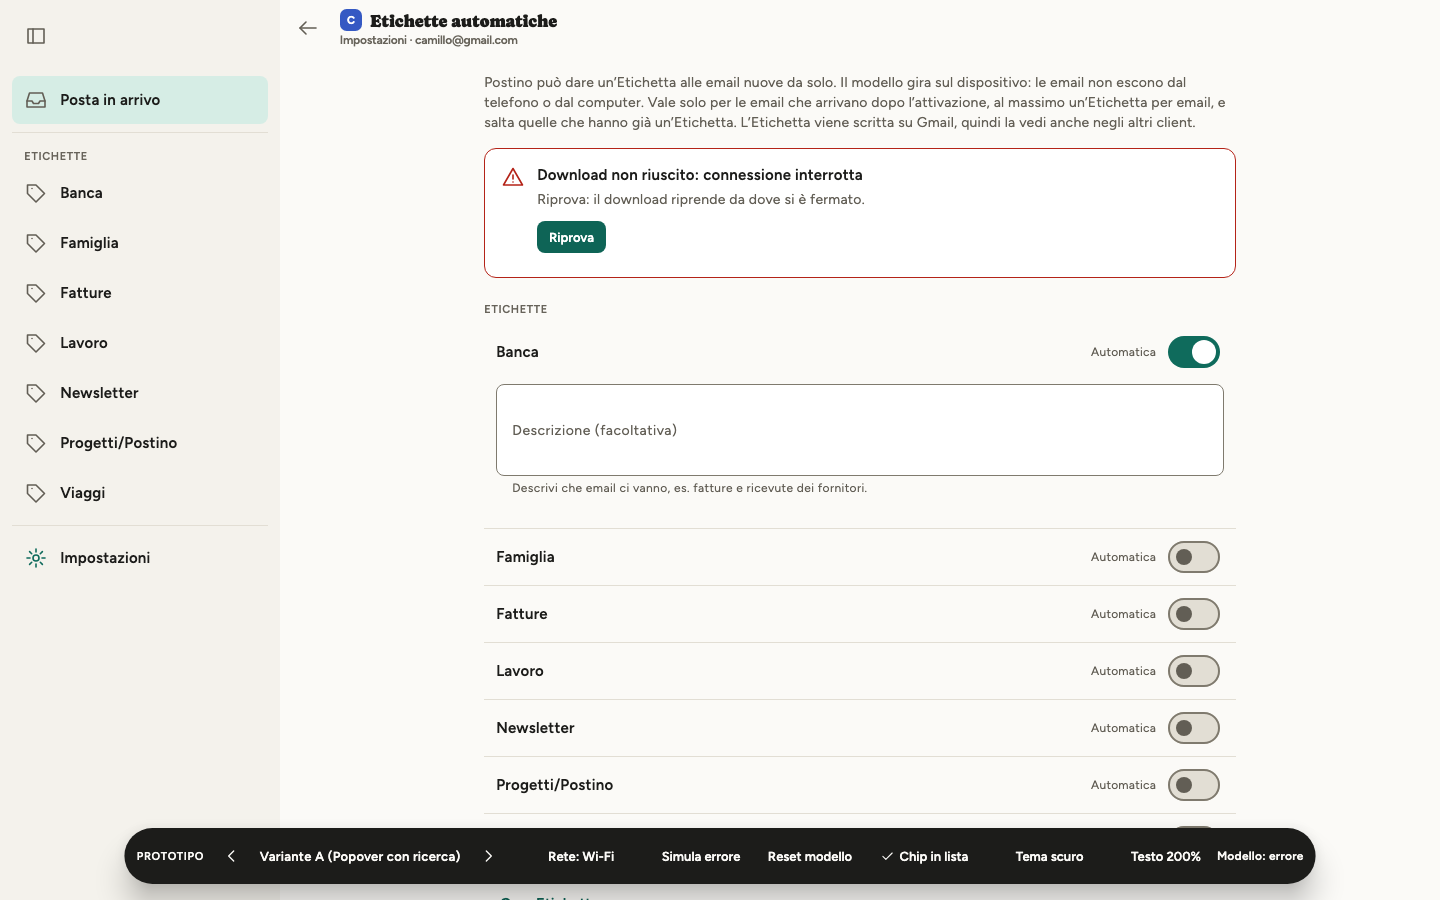 Posta in arrivo
ETICHETTE
Banca
Famiglia
Fatture
Lavoro
Newsletter
Progetti/Postino
Viaggi
Impostazioni
C Etichette automatiche
Impostazioni · camillo@gmail.com
Postino può dare un’Etichetta alle email nuove da solo. Il modello gira sul dispositivo: le email non escono dal
telefono o dal computer. Vale solo per le email che arrivano dopo l’attivazione, al massimo un’Etichetta per email, e
salta quelle che hanno già un’Etichetta. L’Etichetta viene scritta su Gmail, quindi la vedi anche negli altri client.
Download non riuscito: connessione interrotta
Riprova: il download riprende da dove si è fermato.
Riprova
ETICHETTE
Banca Automatica
Descrizione (facoltativa)
Descrivi che email ci vanno, es. fatture e ricevute dei fornitori.
Famiglia Automatica
Fatture Automatica
Lavoro Automatica
Newsletter Automatica
Progetti/Postino Automatica
PROTOTIPO Variante A (Popover con ricerca) Rete: Wi-Fi Simula errore Reset modello Chip in lista Tema scuro Testo 200% Modello: errore